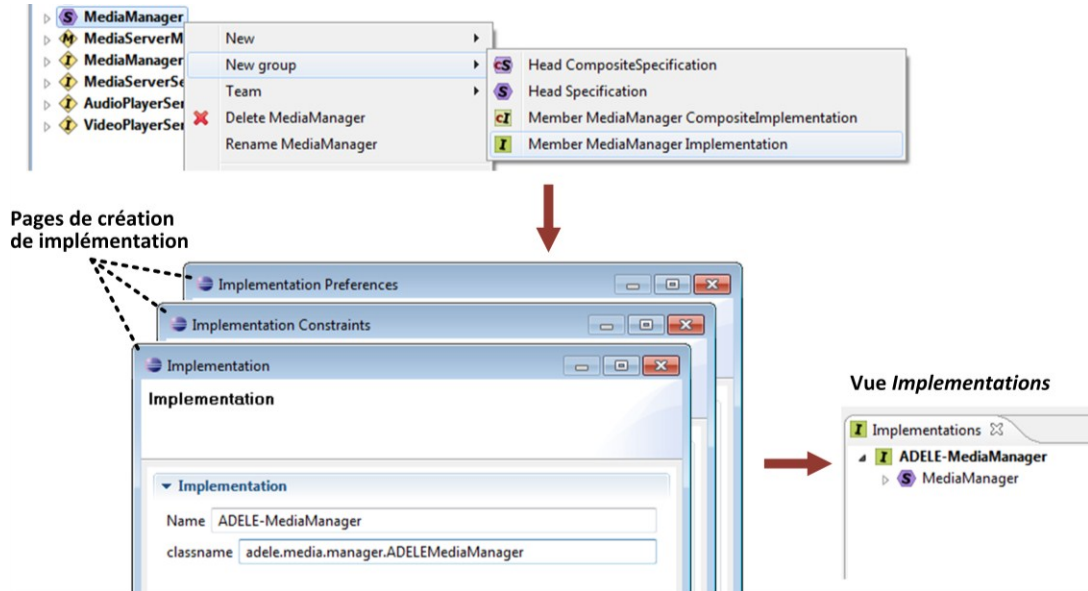 MediaManager
MediaServerM
MediaManager
MediaServerSe
AudioPlayerSer
VideoPlayerSer
New
New group
Team
Delete MediaManager
Rename MediaManager
Head CompositeSpecification
Head Specification
Member MediaManager CompositeImplementation
Member MediaManager Implementation
Pages de création
de implémentation
Implementation Preferences
Implementation Constraints
Implementation
Implementation
Implementation
Name ADELE-MediaManager
classname adele.media.manager.ADELEMediaManager
Vue Implementations
Implementations
ADELE-MediaManager
MediaManager